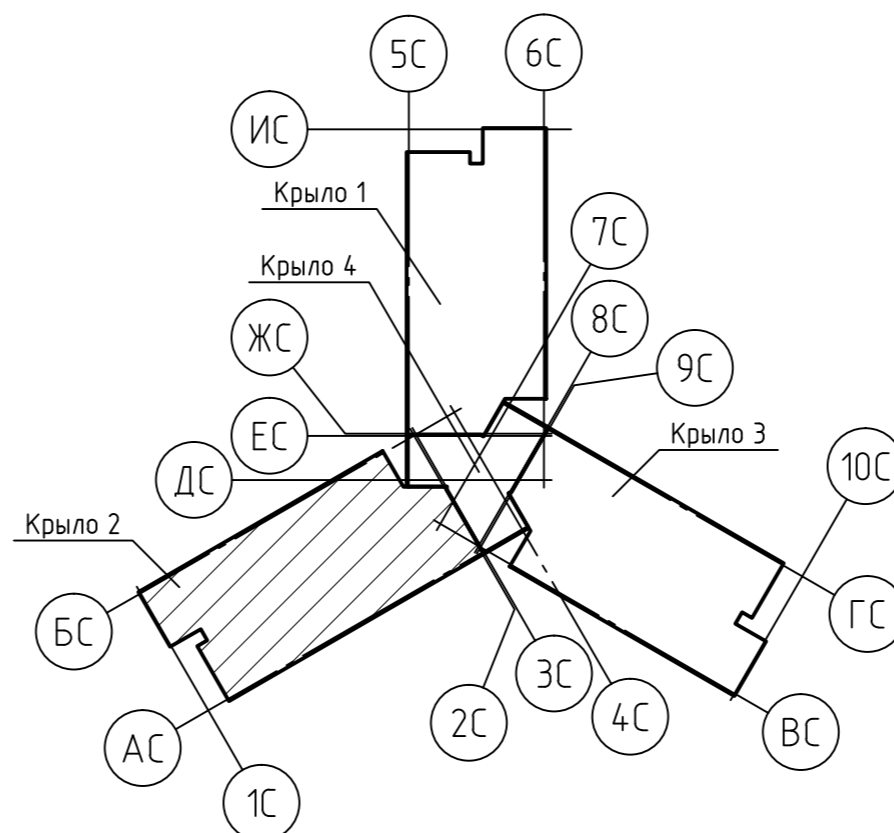 5С
6С
ИС
Крыло 1
7С
Крыло 4
8С
ЖС
9С
ЕС
Крыло 3
10С
ДС
Крыло 2
ГС
БС
3С
2С
4С
ВС
АС
1С